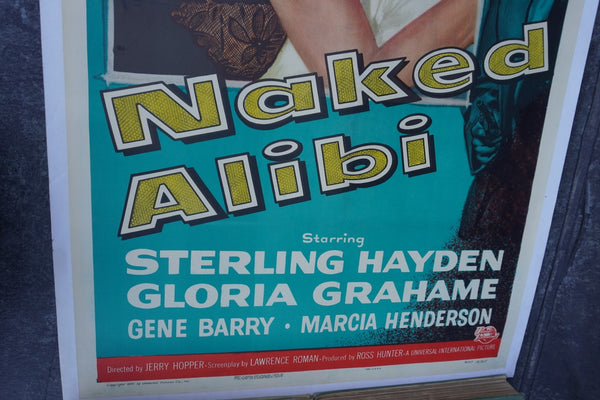 Naked
Alibi
Starring
STERLING HAYDEN
GLORIA GRAHAME
GENE BARRY · MARCIA HENDERSON
Directed by JERRY HOPPER · Screenplay by LAWRENCE ROMAN · Produced by ROSS HUNTER · A UNIVERSAL-INTERNATIONAL PICTURE